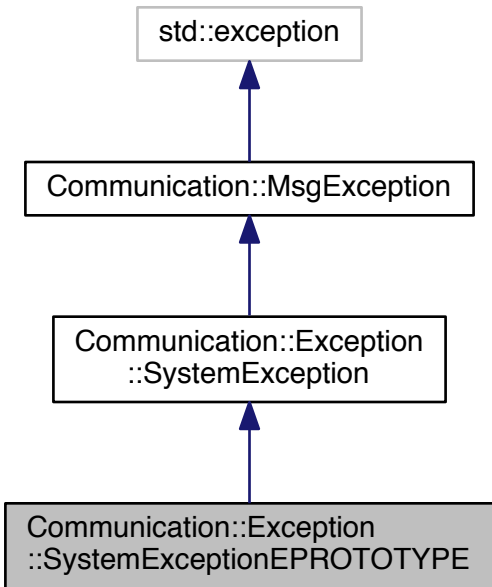 std::exception
Communication::MsgException
Communication::Exception
::SystemException
Communication::Exception
::SystemExceptionEPROTOTYPE